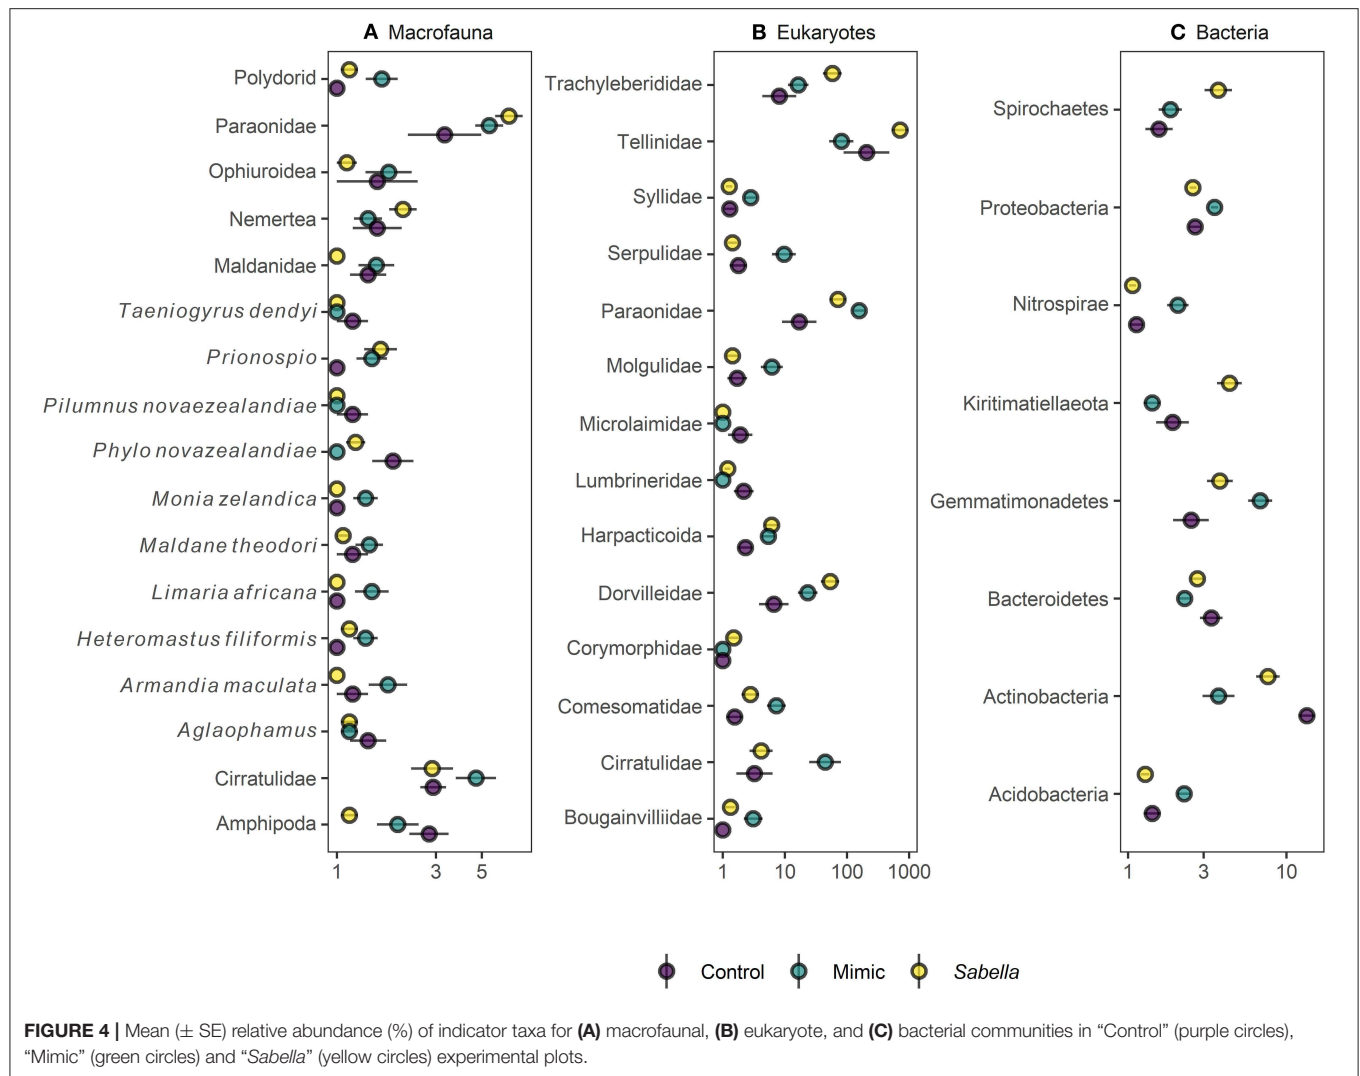 A Macrofauna
Polydorid
Paraonidae
Ophiuroidea
Nemertea
Maldanidae
Taeniogyrus dendyi
Prionospio
Pilumnus novaezealandiae
Phylo novazealandiae
Monia zelandica
Maldane theodori
Limaria africana
Heteromastus filiformis
Armandia maculata
Aglaophamus
Cirratulidae
Amphipoda
1 3 5
B Eukaryotes
Trachyleberididae
Tellinidae
Syllidae
Serpulidae
Paraonidae
Molgulidae
Microlaimidae
Lumbrineridae
Harpacticoida
Dorvilleidae
Corymorphidae
Comesomatidae
Cirratulidae
Bougainvilliidae
1 10 100 1000
C Bacteria
Spirochaetes
Proteobacteria
Nitrospirae
Kiritimatiellaeota
Gemmatimonadetes
Bacteroidetes
Actinobacteria
Acidobacteria
1 3 10
Control Mimic Sabella
FIGURE 4 | Mean (± SE) relative abundance (%) of indicator taxa for (A) macrofaunal, (B) eukaryote, and (C) bacterial communities in “Control” (purple circles),
“Mimic” (green circles) and “Sabella” (yellow circles) experimental plots.